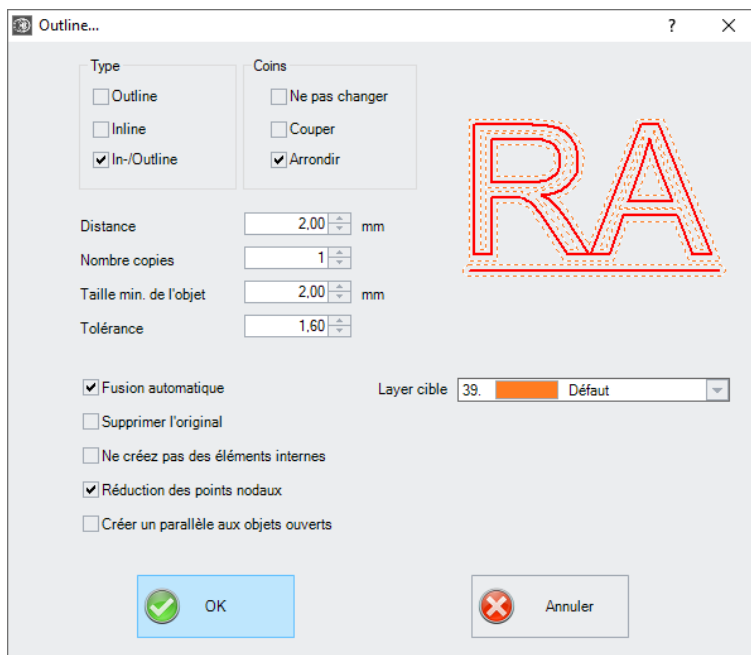 Outline...
?
Type
Coins
Outline
Ne pas changer
Inline
Couper
In-/Outline
Arrondir
RA
Distance 2,00 mm
Nombre copies 1
Taille min. de l'objet 2,00 mm
Tolérance 1,60
Fusion automatique
Layer cible 39. Défaut
Supprimer l'original
Ne créez pas des éléments internes
Réduction des points nodaux
Créer un parallèle aux objets ouverts
OK
Annuler